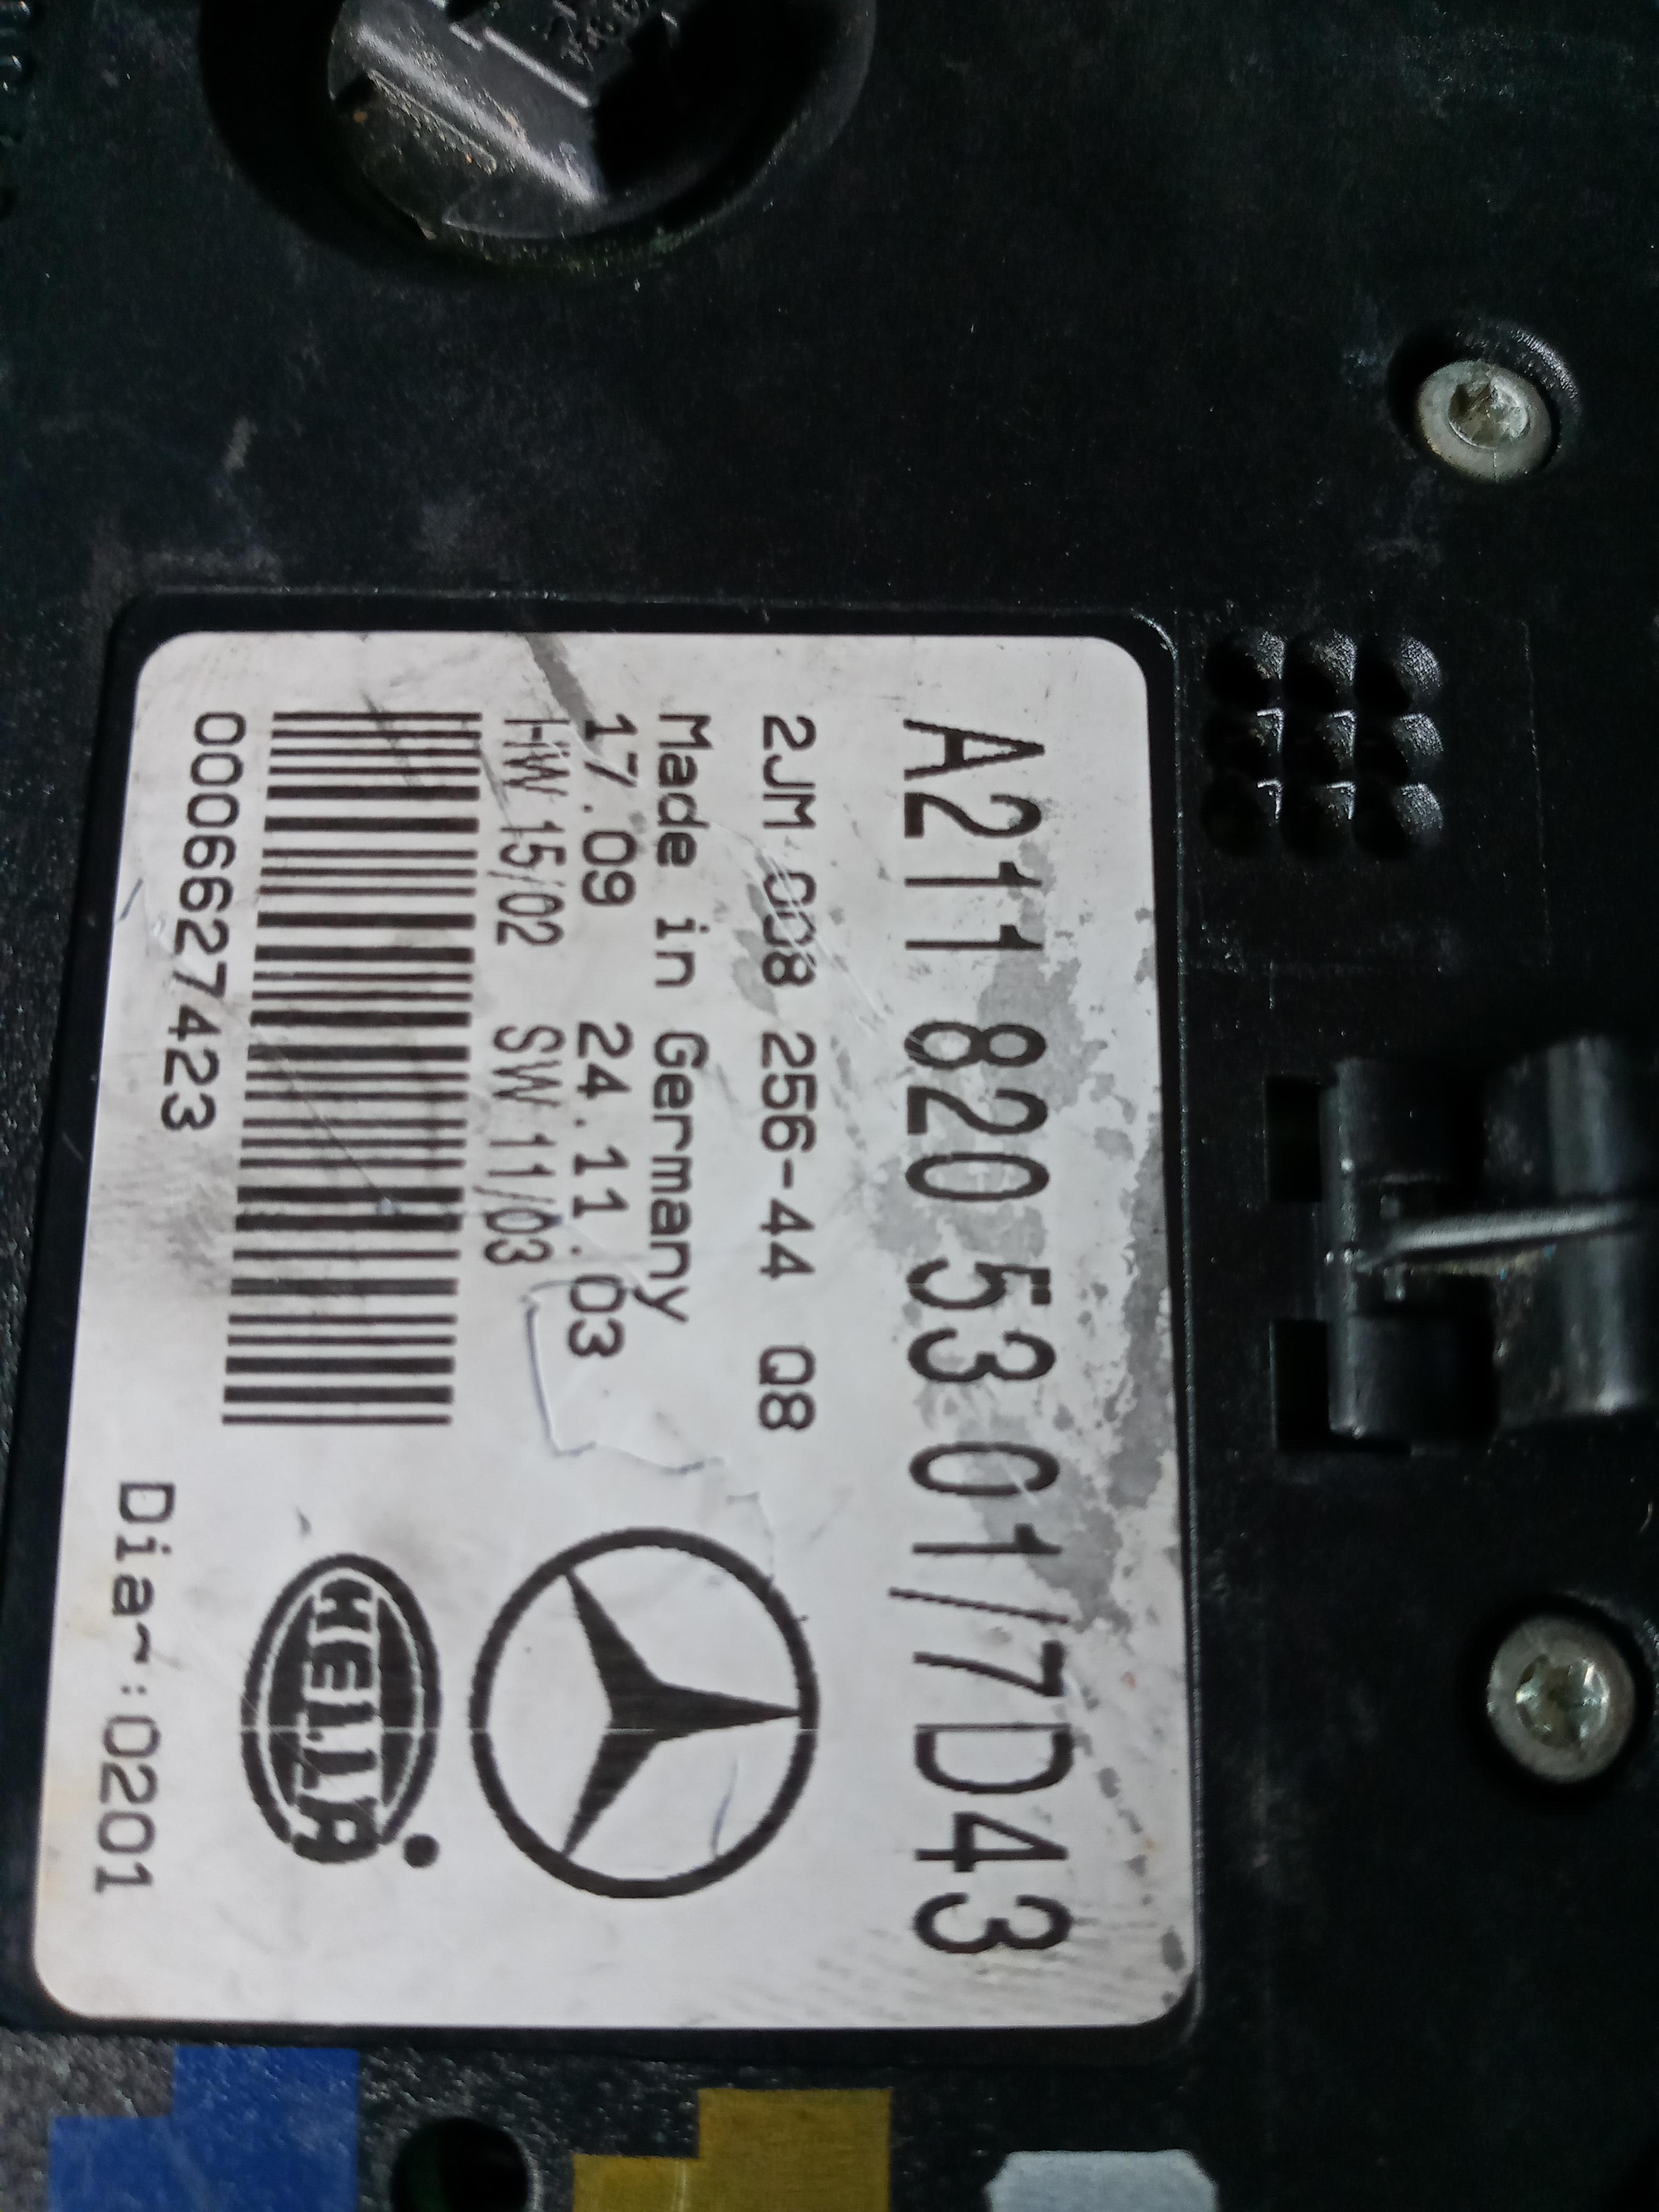 A211 820 53 01/7D43
2JM 008 256-44 Q8
Made in Germany
17.09 24.11.03
HW 15/02 SW 11/03
0006627423
HELLA
Dia~:0201